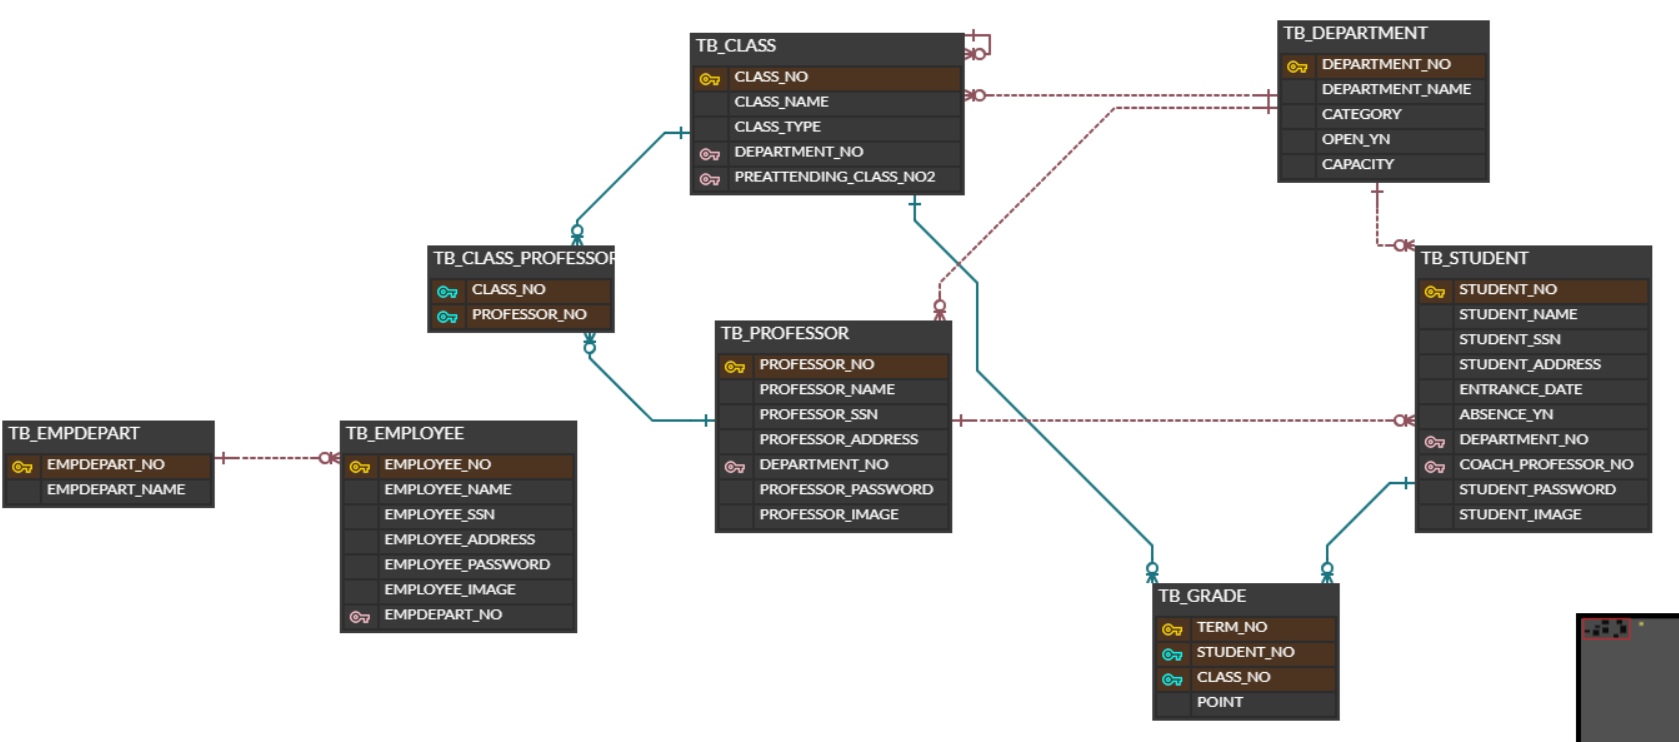 TB_CLASS
CLASS_NO
CLASS_NAME
CLASS_TYPE
DEPARTMENT_NO
PREATTENDING_CLASS_NO2
TB_DEPARTMENT
DEPARTMENT_NO
DEPARTMENT_NAME
CATEGORY
OPEN_YN
CAPACITY
TB_CLASS_PROFESSOR
CLASS_NO
PROFESSOR_NO
TB_STUDENT
STUDENT_NO
STUDENT_NAME
STUDENT_SSN
STUDENT_ADDRESS
ENTRANCE_DATE
ABSENCE_YN
DEPARTMENT_NO
COACH_PROFESSOR_NO
STUDENT_PASSWORD
STUDENT_IMAGE
TB_PROFESSOR
PROFESSOR_NO
PROFESSOR_NAME
PROFESSOR_SSN
PROFESSOR_ADDRESS
DEPARTMENT_NO
PROFESSOR_PASSWORD
PROFESSOR_IMAGE
TB_EMPDEPART
EMPDEPART_NO
EMPDEPART_NAME
TB_EMPLOYEE
EMPLOYEE_NO
EMPLOYEE_NAME
EMPLOYEE_SSN
EMPLOYEE_ADDRESS
EMPLOYEE_PASSWORD
EMPLOYEE_IMAGE
EMPDEPART_NO
TB_GRADE
TERM_NO
STUDENT_NO
CLASS_NO
POINT